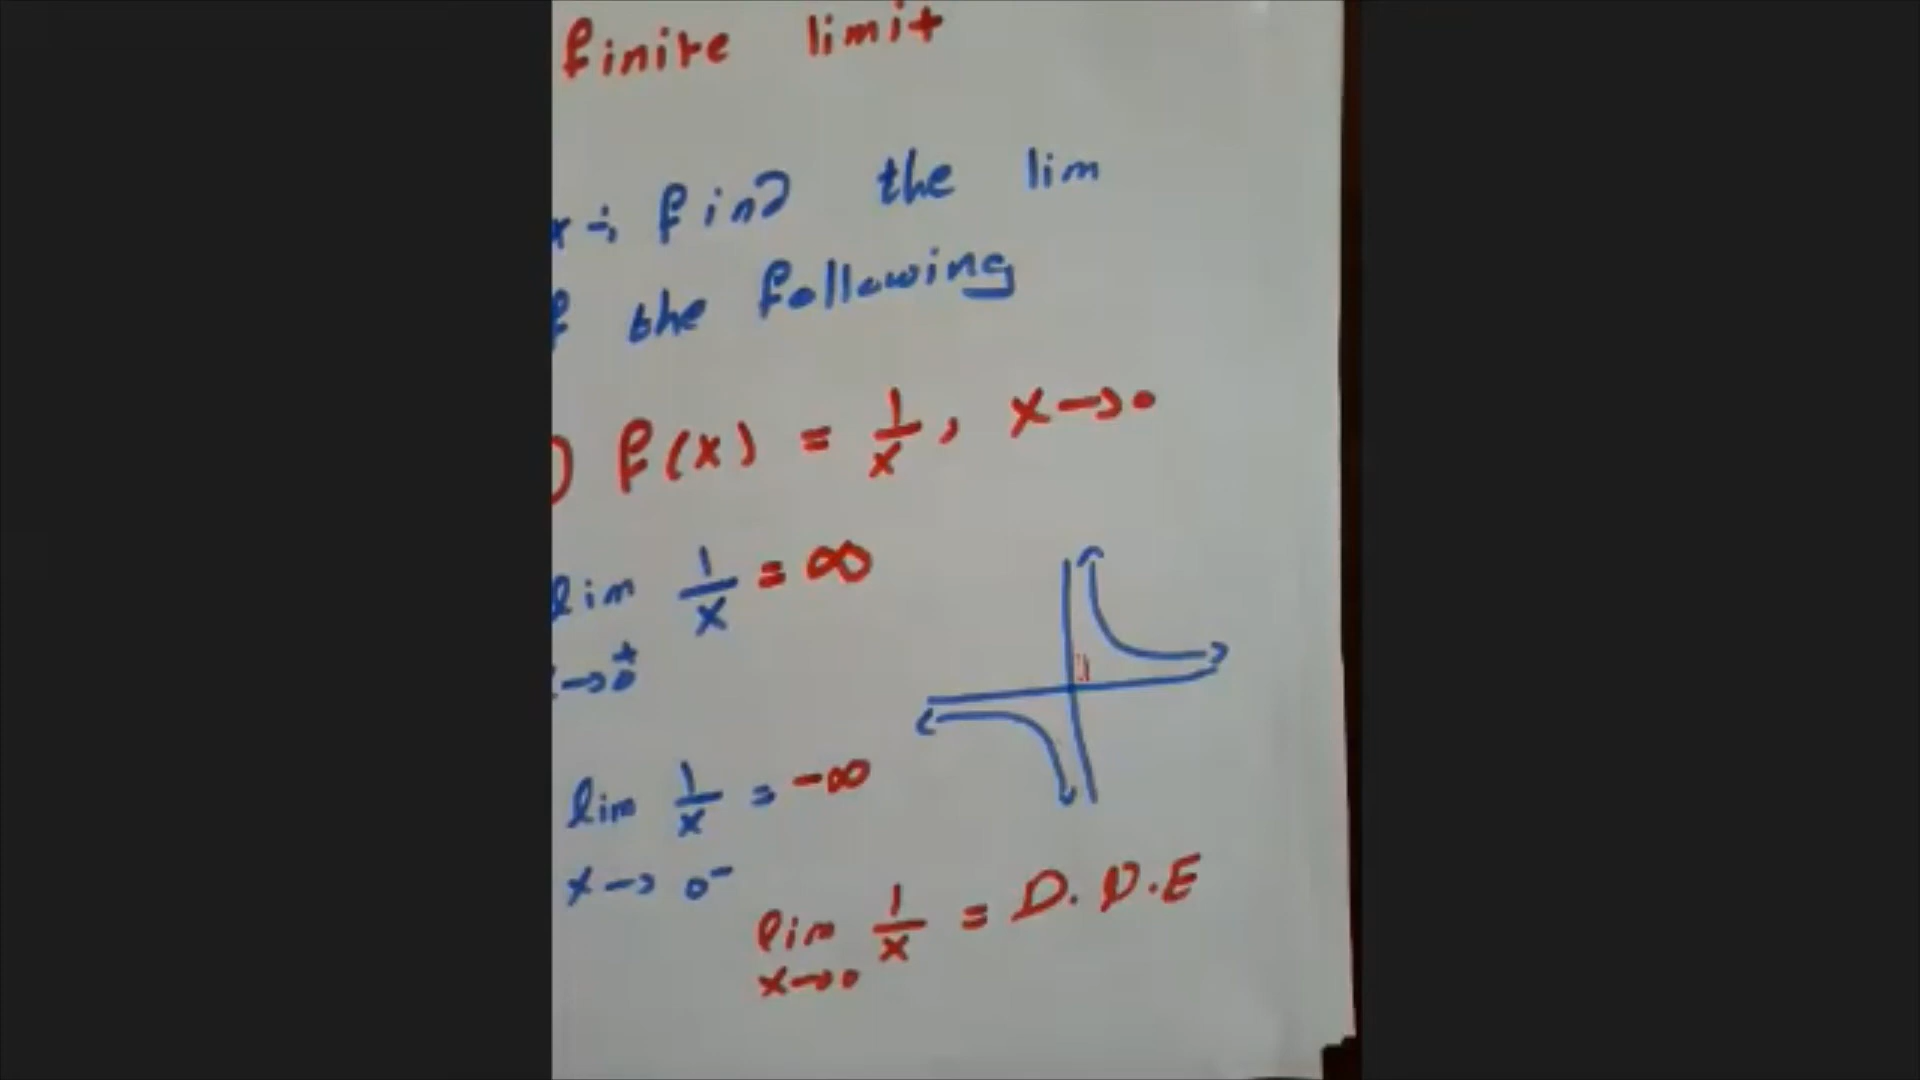 finite limit
x :- find the lim
f the following
) f(x) = 1/x , x → 0
lim 1/x = ∞
x → 0⁺
lim 1/x = -∞
x → 0⁻
lim 1/x = D.N.E
x → 0